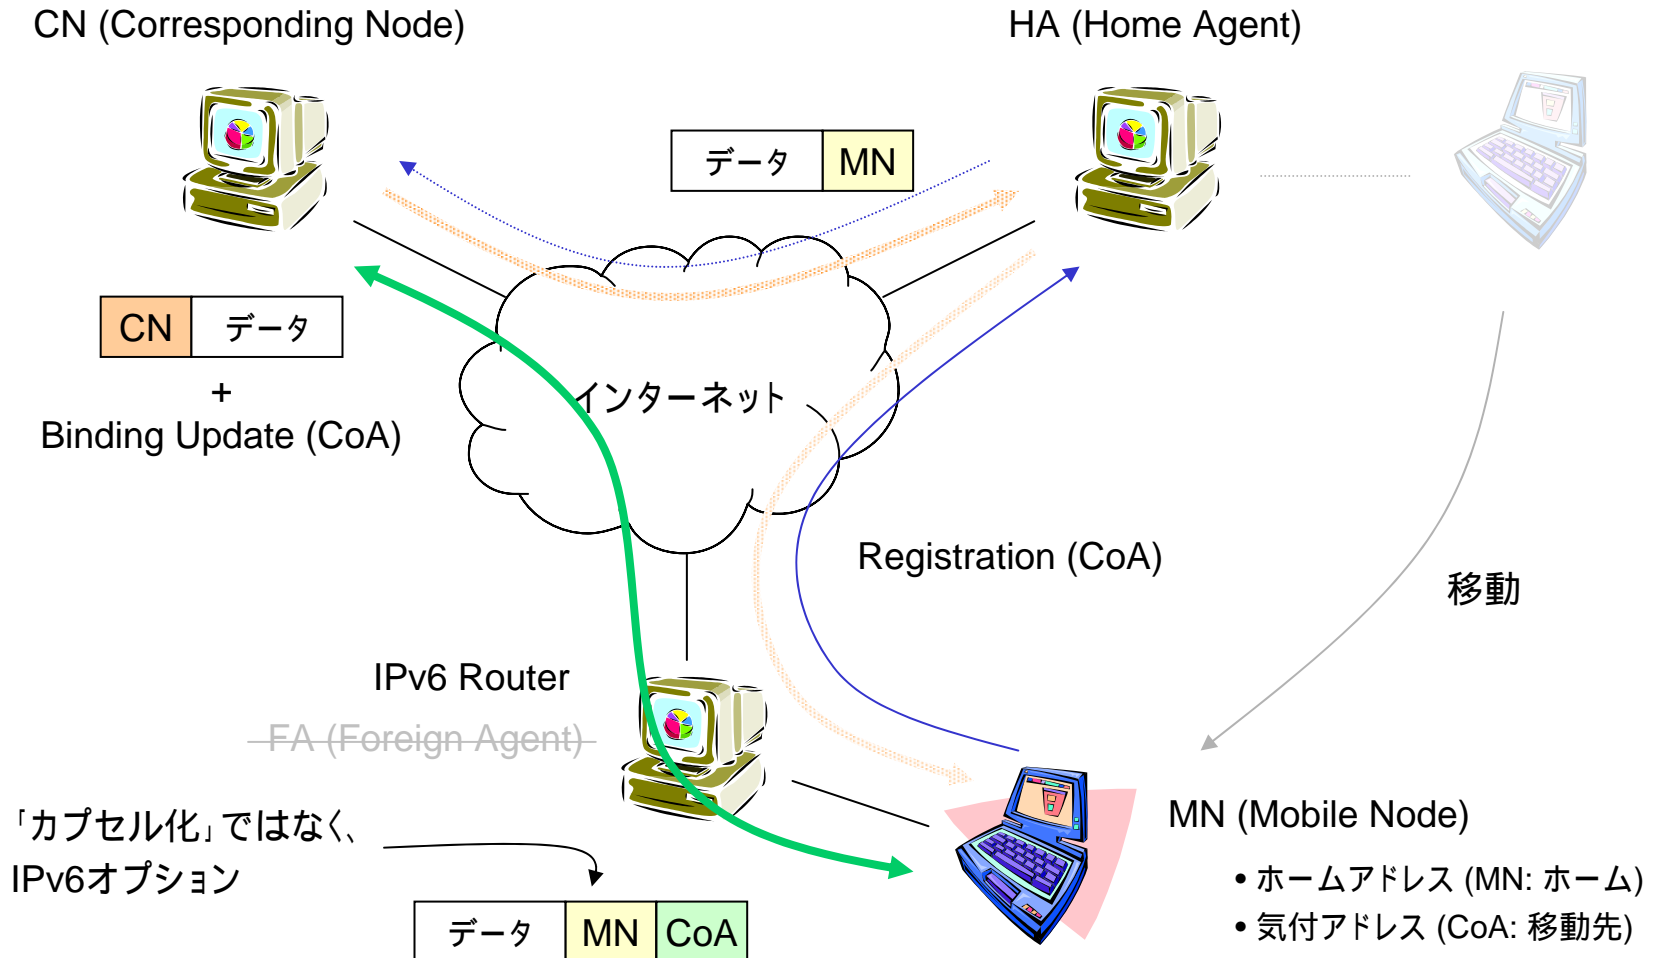 CN (Corresponding Node)
HA (Home Agent)
データ MN
CN データ
+
Binding Update (CoA)
インターネット
Registration (CoA)
移動
IPv6 Router
FA (Foreign Agent)
「カプセル化」ではなく、
IPv6オプション
データ MN CoA
MN (Mobile Node)
• ホームアドレス (MN: ホーム)
• 気付アドレス (CoA: 移動先)